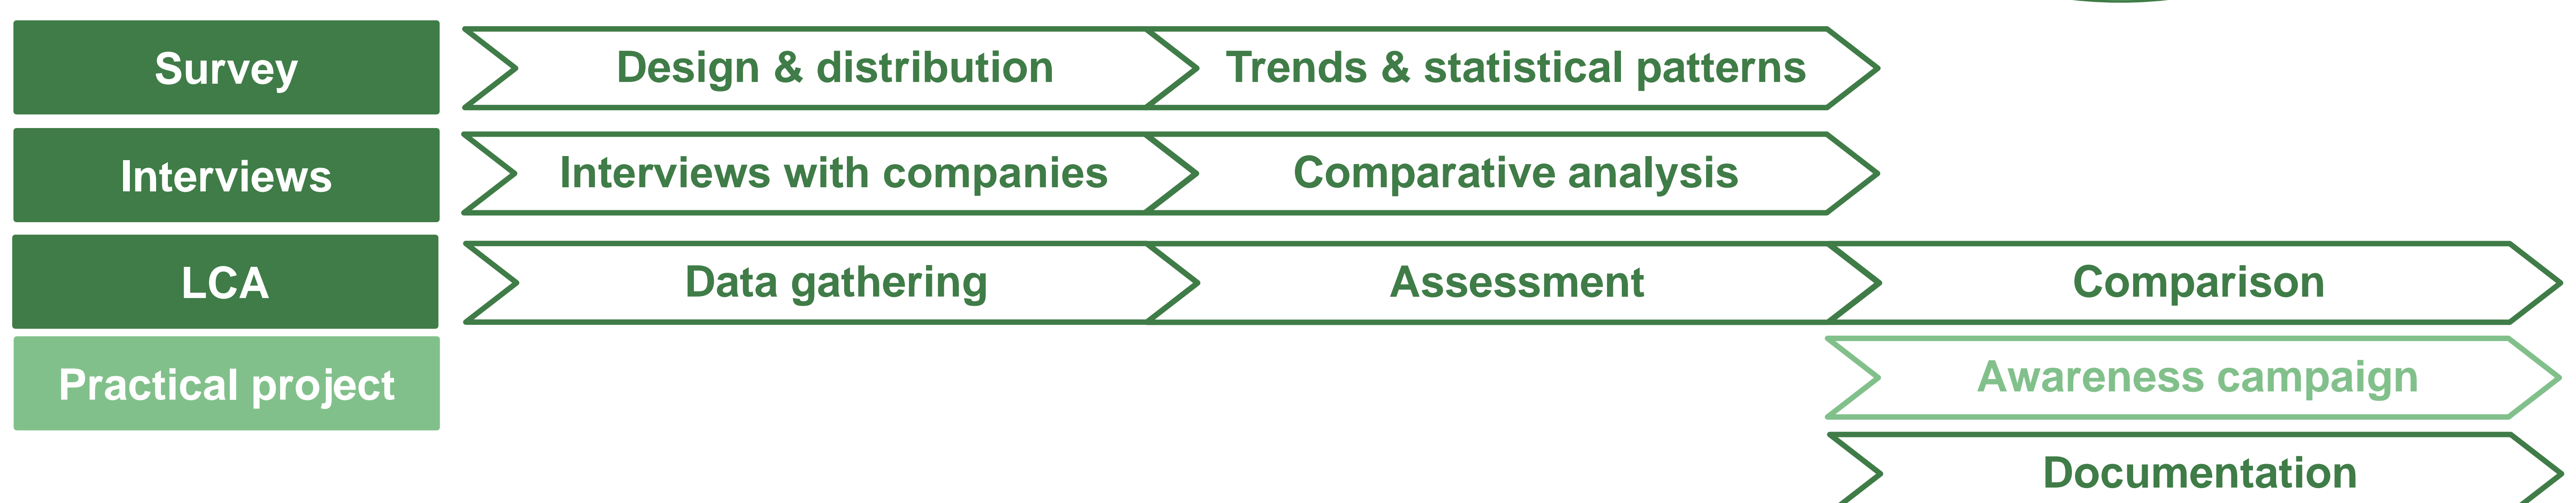 Survey
Design & distribution
Trends & statistical patterns
Interviews
Interviews with companies
Comparative analysis
LCA
Data gathering
Assessment
Comparison
Practical project
Awareness campaign
Documentation